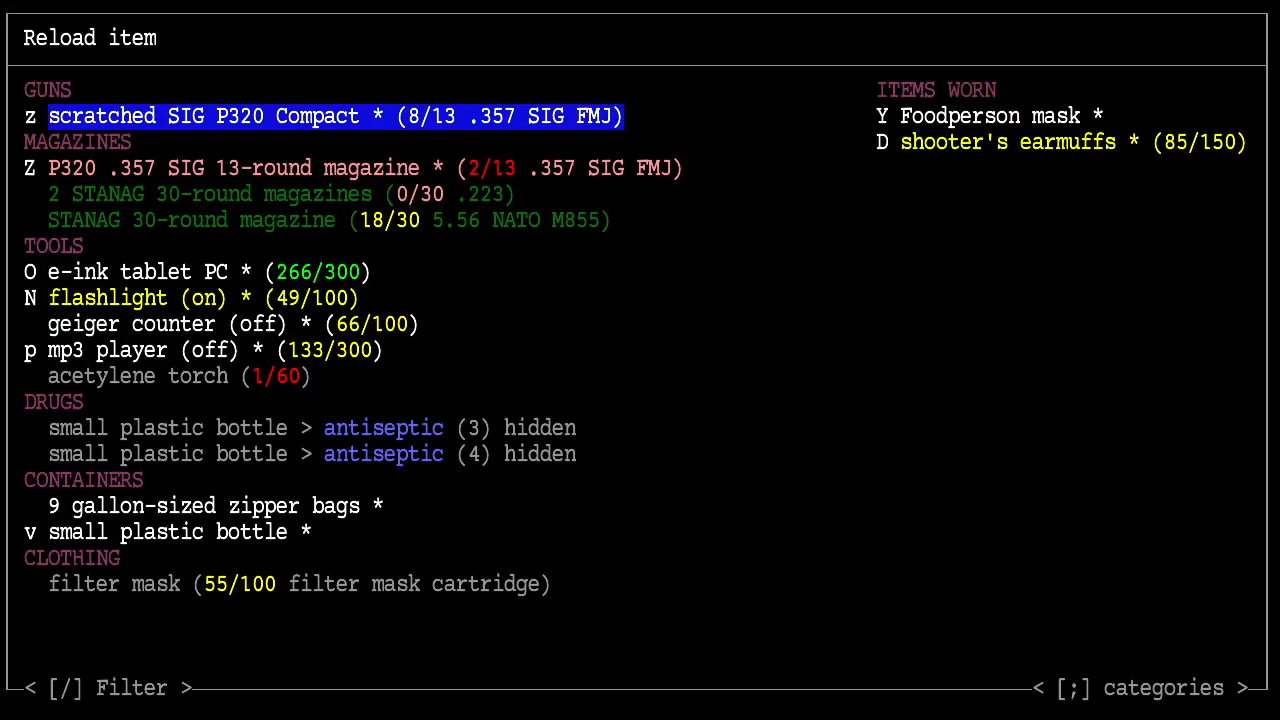 Reload item
GUNS
z scratched SIG P320 Compact * (8/13 .357 SIG FMJ)
MAGAZINES
Z P320 .357 SIG 13-round magazine * (2/13 .357 SIG FMJ)
2 STANAG 30-round magazines (0/30 .223)
STANAG 30-round magazine (18/30 5.56 NATO M855)
TOOLS
O e-ink tablet PC * (266/300)
N flashlight (on) * (49/100)
geiger counter (off) * (66/100)
p mp3 player (off) * (133/300)
acetylene torch (1/60)
DRUGS
small plastic bottle > antiseptic (3) hidden
small plastic bottle > antiseptic (4) hidden
CONTAINERS
9 gallon-sized zipper bags *
v small plastic bottle *
CLOTHING
filter mask (55/100 filter mask cartridge)
ITEMS WORN
Y Foodperson mask *
D shooter's earmuffs * (85/150)
< [/] Filter >
< [;] categories >